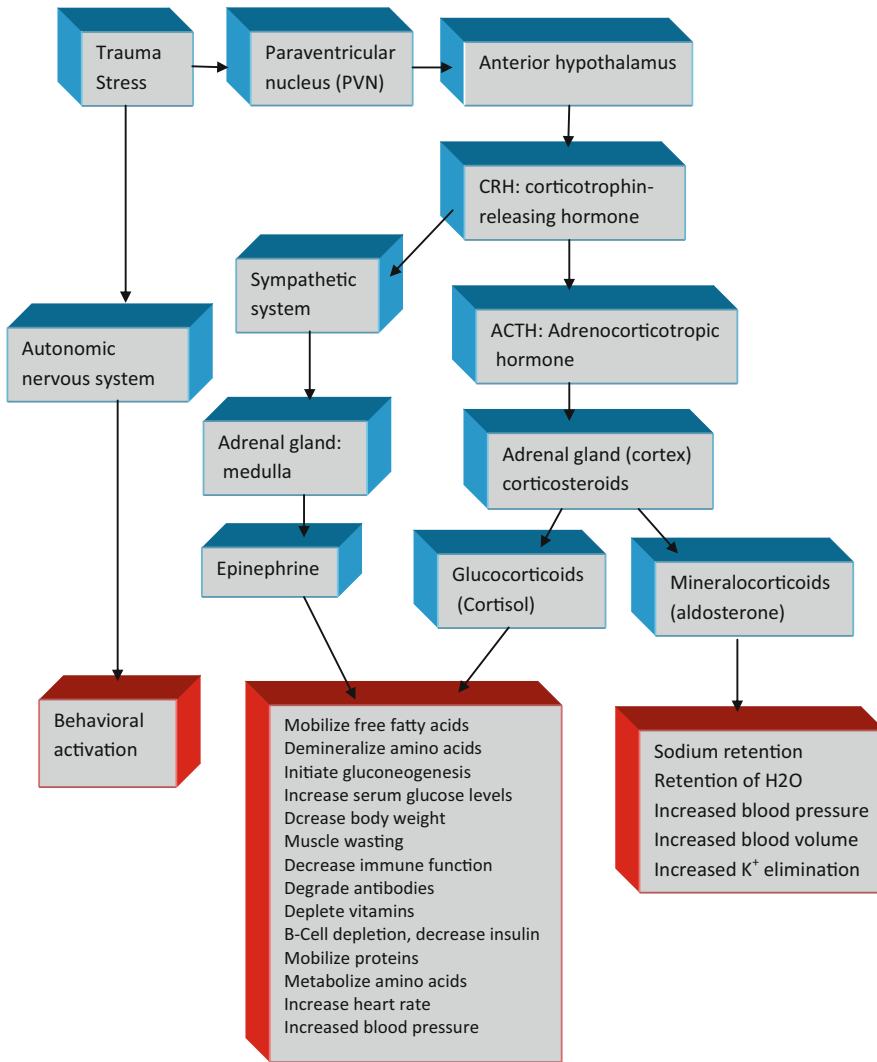 Trauma
Stress
Paraventricular
nucleus (PVN)
Anterior hypothalamus
CRH: corticotrophin-
releasing hormone
Sympathetic
system
ACTH: Adrenocorticotropic
hormone
Autonomic
nervous system
Adrenal gland:
medulla
Adrenal gland (cortex)
corticosteroids
Epinephrine
Glucocorticoids
(Cortisol)
Mineralocorticoids
(aldosterone)
Behavioral
activation
Mobilize free fatty acids
Demineralize amino acids
Initiate gluconeogenesis
Increase serum glucose levels
Dcrease body weight
Muscle wasting
Decrease immune function
Degrade antibodies
Deplete vitamins
B-Cell depletion, decrease insulin
Mobilize proteins
Metabolize amino acids
Increase heart rate
Increased blood pressure
Sodium retention
Retention of H2O
Increased blood pressure
Increased blood volume
Increased K⁺ elimination